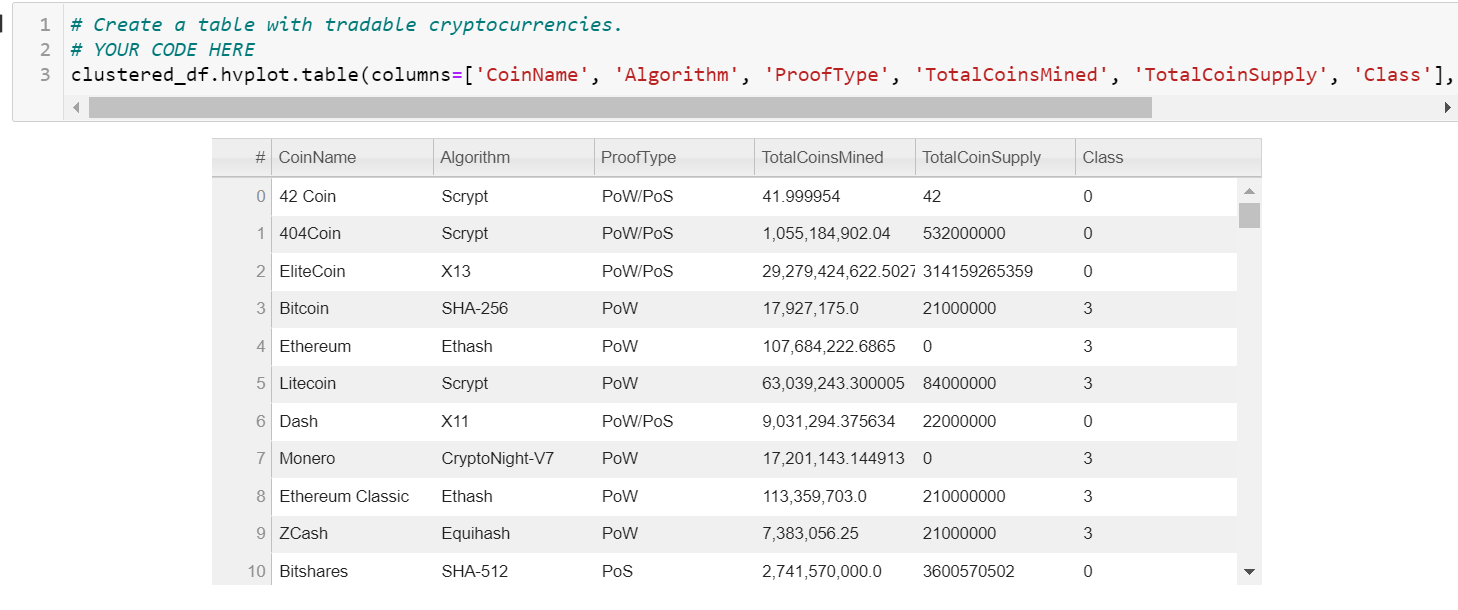 1 # Create a table with tradable cryptocurrencies.
2 # YOUR CODE HERE
3 clustered_df.hvplot.table(columns=['CoinName', 'Algorithm', 'ProofType', 'TotalCoinsMined', 'TotalCoinSupply', 'Class'],
# CoinName Algorithm ProofType TotalCoinsMined TotalCoinSupply Class
0 42 Coin Scrypt PoW/PoS 41.999954 42 0
1 404Coin Scrypt PoW/PoS 1,055,184,902.04 532000000 0
2 EliteCoin X13 PoW/PoS 29,279,424,622.5027 314159265359 0
3 Bitcoin SHA-256 PoW 17,927,175.0 21000000 3
4 Ethereum Ethash PoW 107,684,222.6865 0 3
5 Litecoin Scrypt PoW 63,039,243.300005 84000000 3
6 Dash X11 PoW/PoS 9,031,294.375634 22000000 0
7 Monero CryptoNight-V7 PoW 17,201,143.144913 0 3
8 Ethereum Classic Ethash PoW 113,359,703.0 210000000 3
9 ZCash Equihash PoW 7,383,056.25 21000000 3
10 Bitshares SHA-512 PoS 2,741,570,000.0 3600570502 0